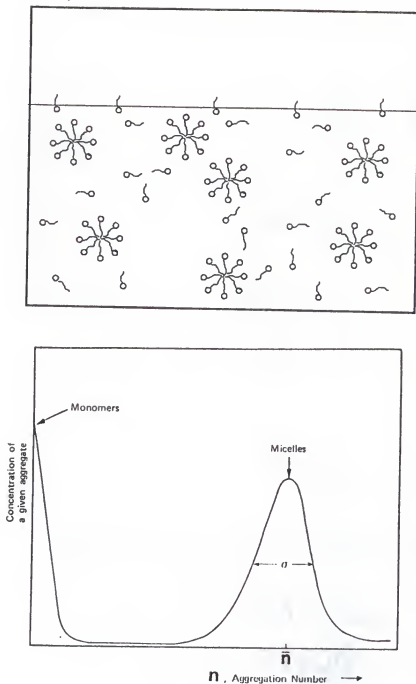 Monomers
Concentration of
a given aggregate
Micelles
σ
n̄
n , Aggregation Number →